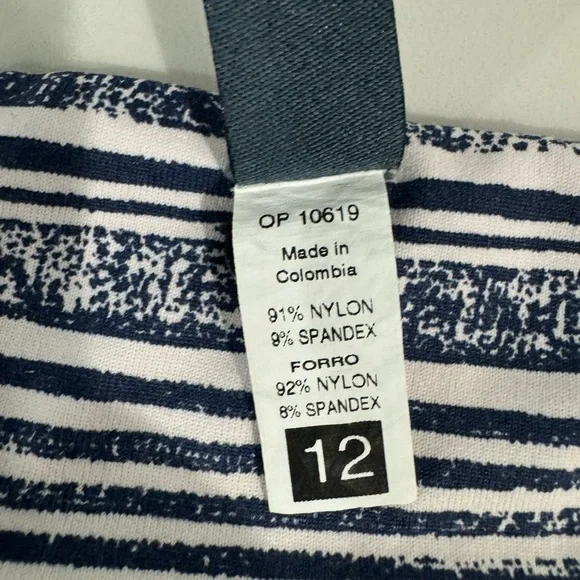 OP 10619
Made in
Colombia
91% NYLON
9% SPANDEX
FORRO
92% NYLON
8% SPANDEX
12